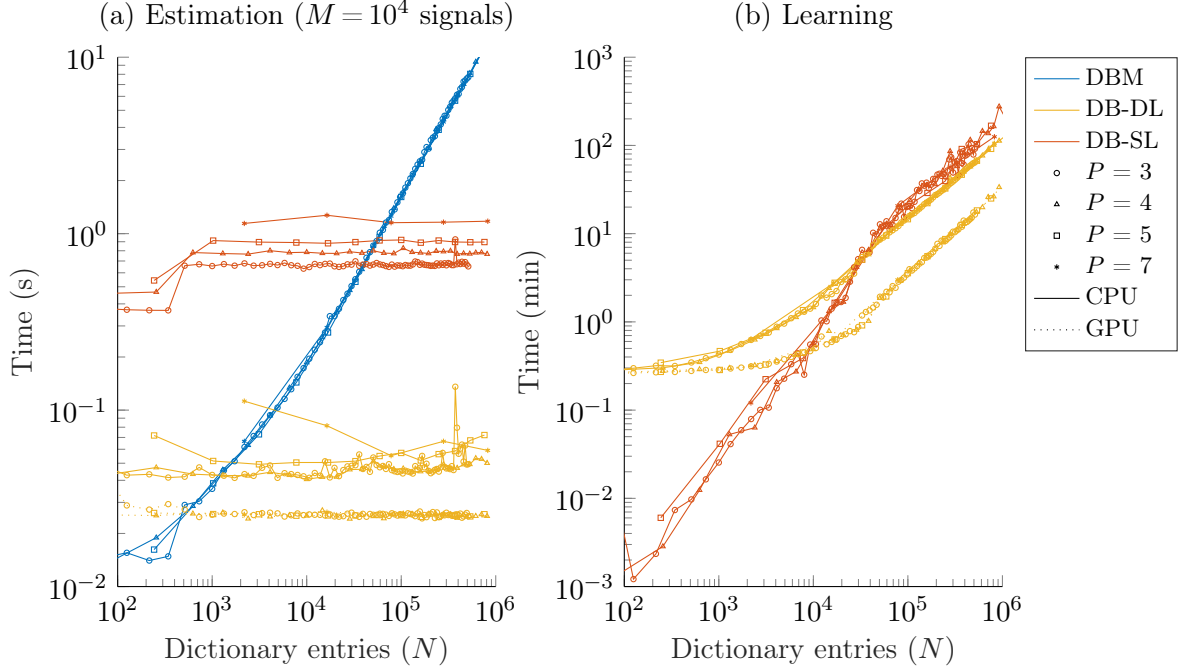 (a) Estimation (M = 10^4 signals)
Time (s)
10^1
10^0
10^-1
10^-2
10^2 10^3 10^4 10^5 10^6
Dictionary entries (N)
(b) Learning
Time (min)
10^3
10^2
10^1
10^0
10^-1
10^-2
10^-3
10^2 10^3 10^4 10^5 10^6
Dictionary entries (N)
DBM
DB-DL
DB-SL
P = 3
P = 4
P = 5
P = 7
CPU
GPU